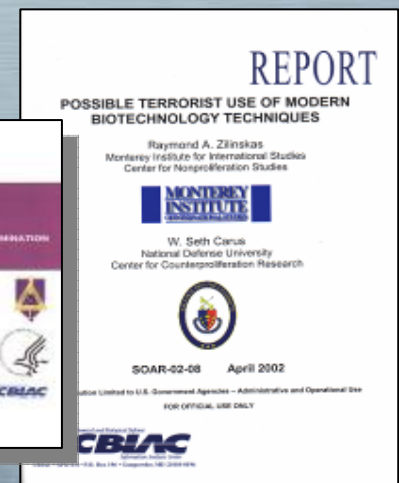 REPORT
POSSIBLE TERRORIST USE OF MODERN
BIOTECHNOLOGY TECHNIQUES
Raymond A. Zilinskas
Monterey Institute for International Studies
Center for Nonproliferation Studies
MONTEREY
INSTITUTE
W. Seth Carus
National Defense University
Center for Counterproliferation Research
SOAR-02-08 April 2002
Limited to U.S. Government Agencies – Administrative and Operational Use
FOR OFFICIAL USE ONLY
CBIAC
MINATION
CBIAC